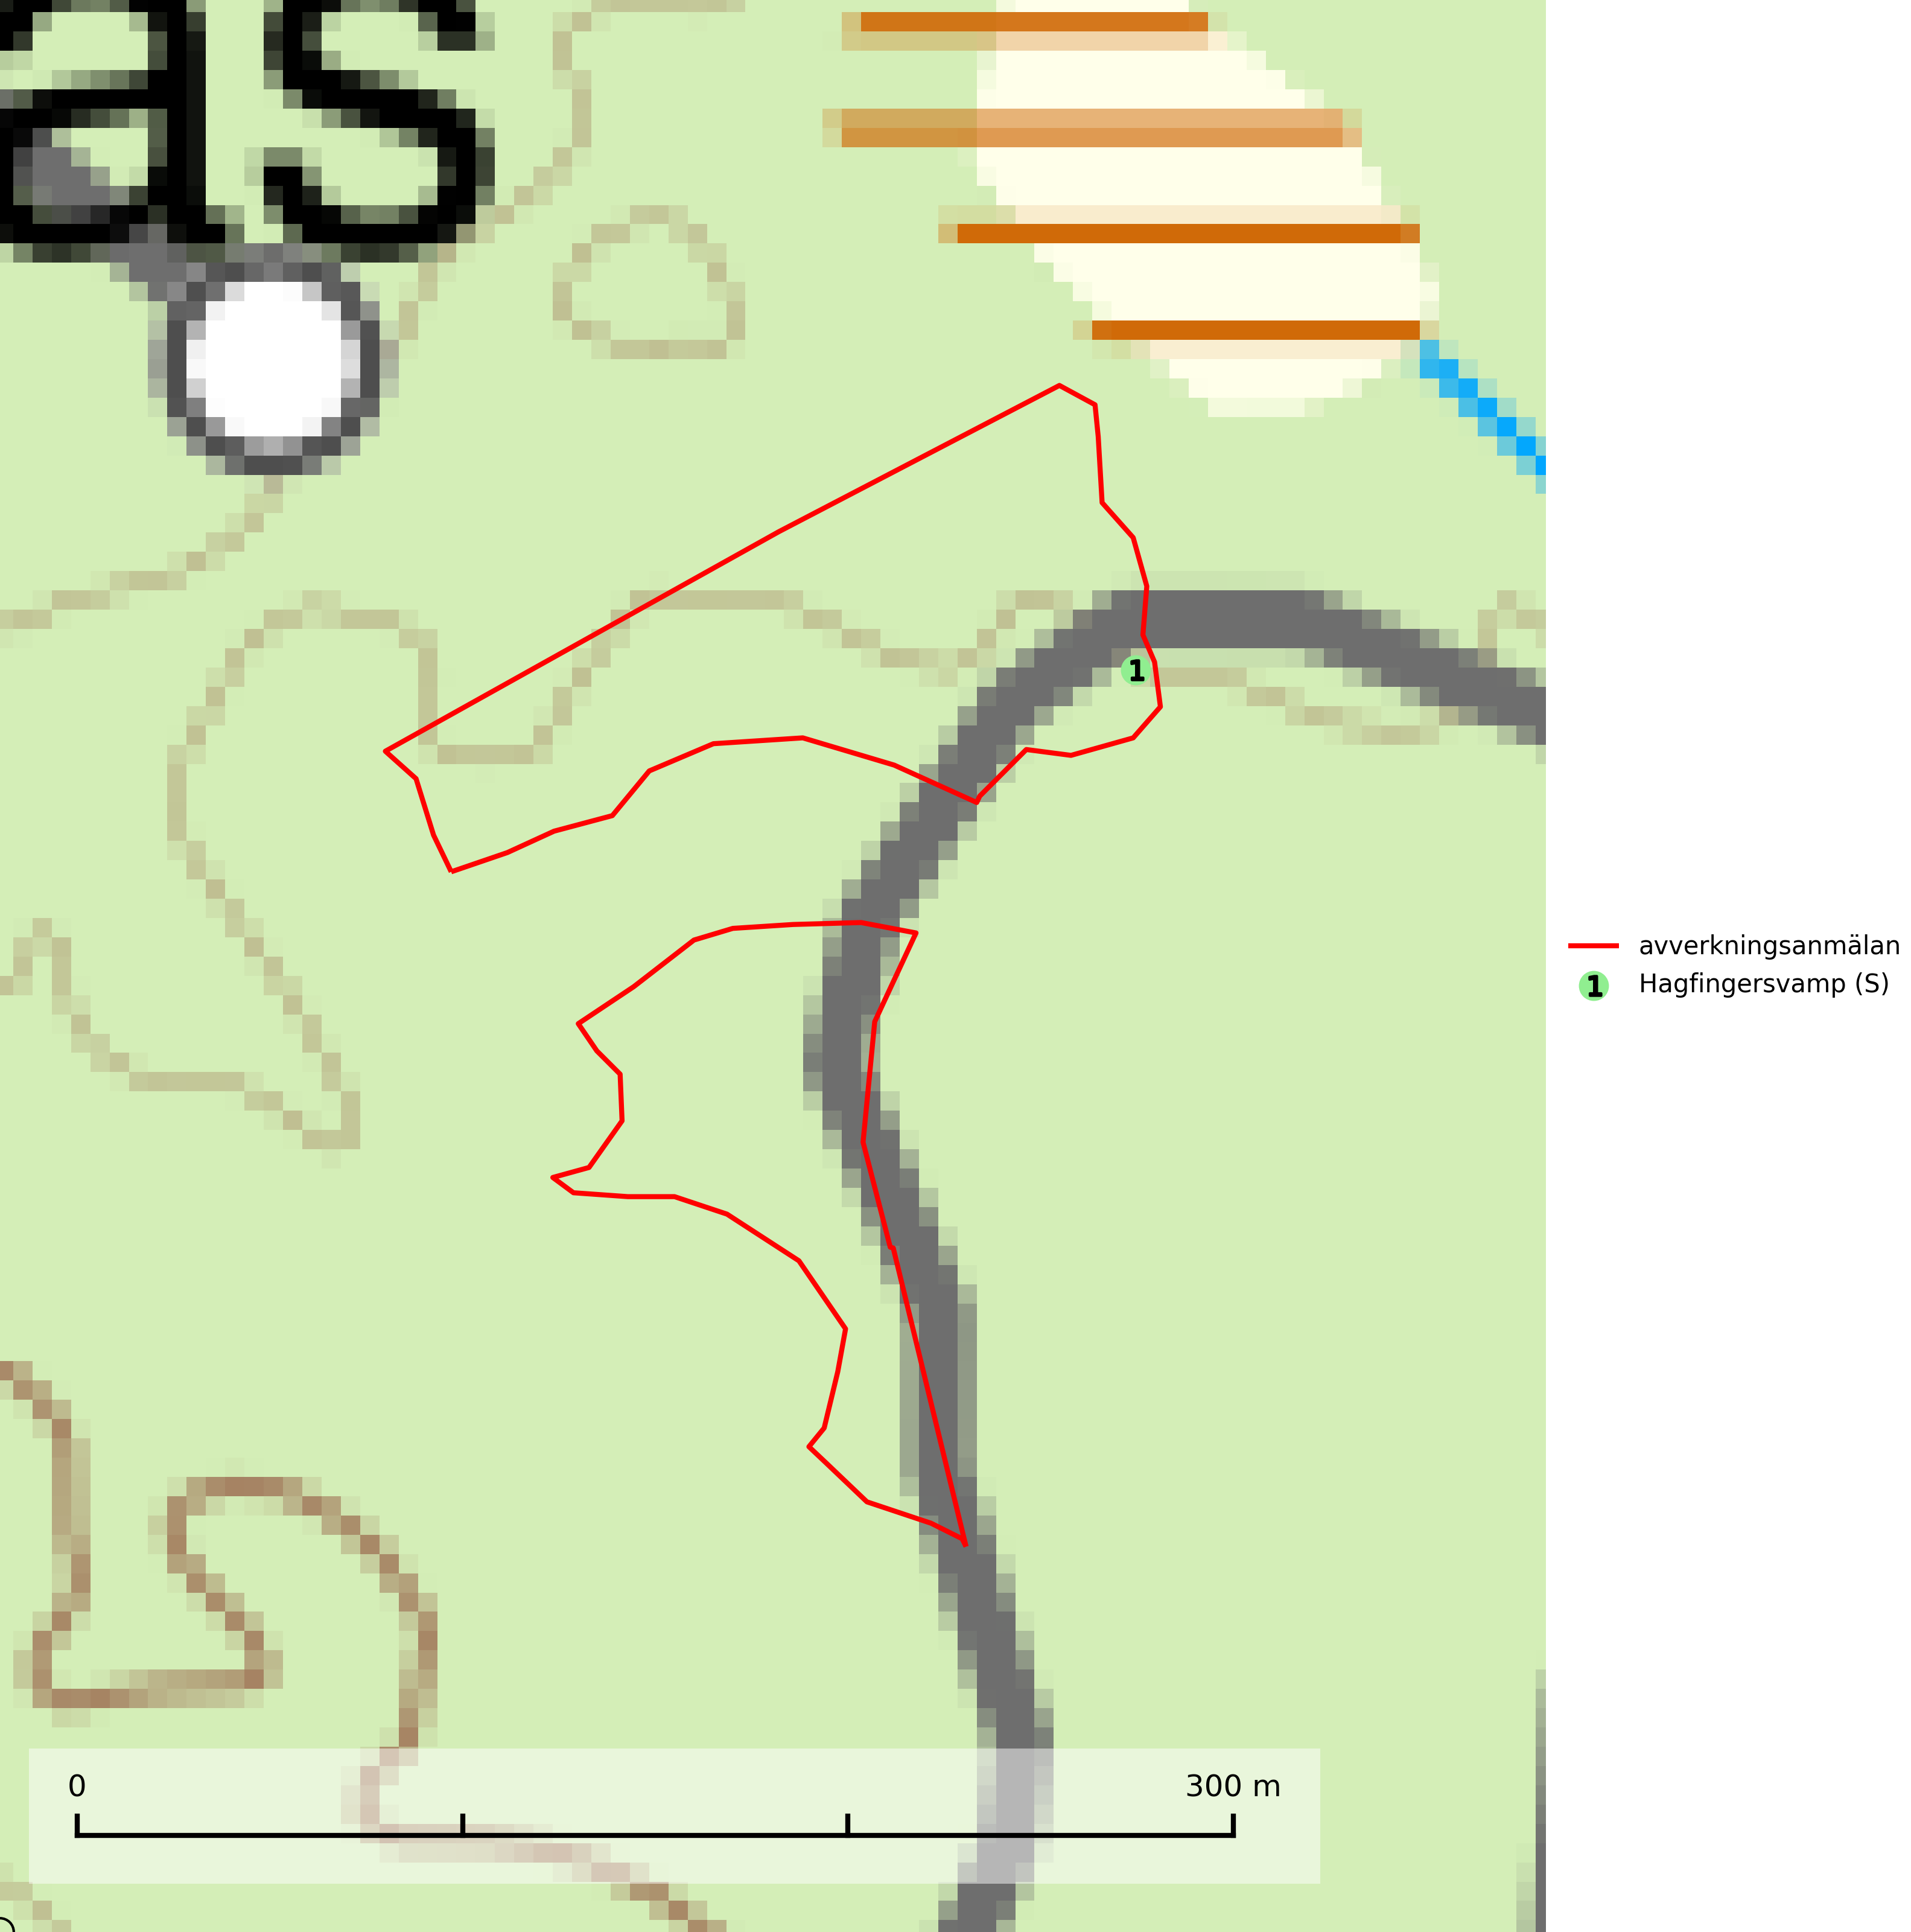 as
1
avverkningsanmälan
1 Hagfingersvamp (S)
0 300 m